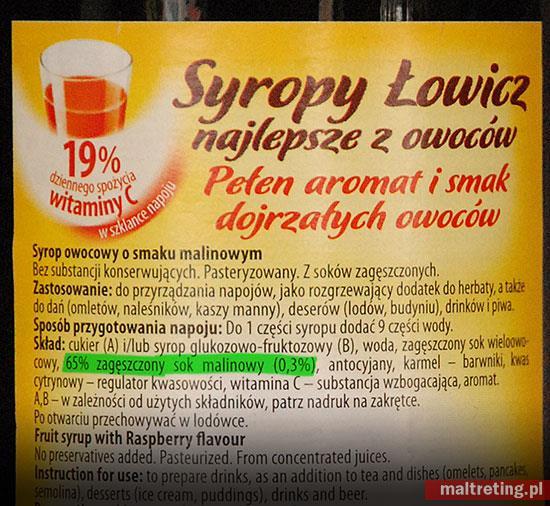 Syropy Łowicz
najlepsze z owoców
Pełen aromat i smak
dojrzałych owoców
19%
dziennego spożycia
witaminy C
w szklance napoju
Syrop owocowy o smaku malinowym
Bez substancji konserwujących. Pasteryzowany. Z soków zagęszczonych.
Zastosowanie: do przyrządzania napojów, jako rozgrzewający dodatek do herbaty, a także
do dań (omletów, naleśników, kaszy manny), deserów (lodów, budyniu), drinków i piwa.
Sposób przygotowania napoju: Do 1 części syropu dodać 9 części wody.
Skład: cukier (A) i/lub syrop glukozowo-fruktozowy (B), woda, zagęszczony sok wieloowo-
cowy, 65% zagęszczony sok malinowy (0,3%), antocyjany, karmel – barwniki, kwas
cytrynowy – regulator kwasowości, witamina C – substancja wzbogacająca, aromat.
A,B – w zależności od użytych składników, patrz nadruk na zakrętce.
Po otwarciu przechowywać w lodówce.
Fruit syrup with Raspberry flavour
No preservatives added. Pasteurized. From concentrated juices.
Instruction for use: to prepare drinks, as an addition to tea and dishes (omelets, pancakes,
semolina), desserts (ice cream, puddings), drinks and beer.
maltreting.pl